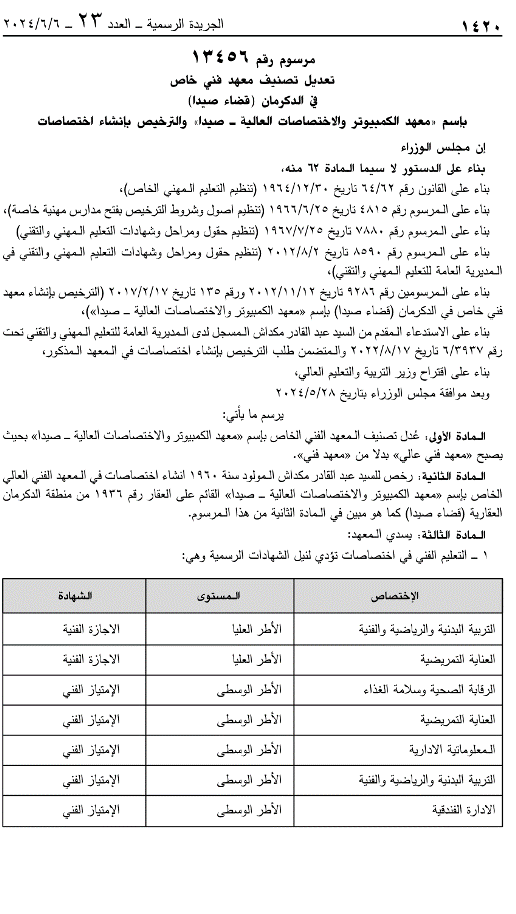 ١٤٢٠ الجريدة الرسمية ـ العدد ٢٣ ـ ٢٠٢٤/٦/٦
مرسوم رقم ١٣٤٥٦
تعديل تصنيف معهد فني خاص
في الدكرمان (قضاء صيدا)
بإسم «معهد الكمبيوتر والاختصاصات العالية ـ صيدا» والترخيص بإنشاء اختصاصات
إن مجلس الوزراء
بناء على الدستور لا سيما المادة ٦٢ منه،
بناء على القانون رقم ٦٤/٦٢ تاريخ ١٩٦٤/١٢/٣٠ (تنظيم التعليم المهني الخاص)،
بناء على المرسوم رقم ٤٨١٥ تاريخ ١٩٦٦/٦/٢٥ (تنظيم اصول وشروط الترخيص بفتح مدارس مهنية خاصة)،
بناء على المرسوم رقم ٧٨٨٠ تاريخ ١٩٦٧/٧/٢٥ (تنظيم حقول ومراحل وشهادات التعليم المهني والتقني)
بناء على المرسوم رقم ٨٥٩٠ تاريخ ٢٠١٢/٨/٢ (تنظيم حقول ومراحل وشهادات التعليم المهني والتقني في
المديرية العامة للتعليم المهني والتقني)،
بناء على المرسومين رقم ٩٢٨٦ تاريخ ٢٠١٢/١١/١٢ ورقم ١٣٥ تاريخ ٢٠١٧/٢/١٧ (الترخيص بإنشاء معهد
فني خاص في الدكرمان (قضاء صيدا) بإسم «معهد الكمبيوتر والاختصاصات العالية ـ صيدا»)،
بناء على الاستدعاء المقدم من السيد عبد القادر مكداش المسجل لدى المديرية العامة للتعليم المهني والتقني تحت
رقم ٦/٣٩٣٧ تاريخ ٢٠٢٢/٨/١٧ والمتضمن طلب الترخيص بإنشاء اختصاصات في المعهد المذكور،
بناء على اقتراح وزير التربية والتعليم العالي،
وبعد موافقة مجلس الوزراء بتاريخ ٢٠٢٤/٥/٢٨
يرسم ما يأتي:
المادة الأولى: عُدل تصنيف المعهد الفني الخاص بإسم «معهد الكمبيوتر والاختصاصات العالية ـ صيدا» بحيث
يصبح «معهد فني عالي» بدلا من «معهد فني».
المادة الثانية: رخص للسيد عبد القادر مكداش المولود سنة ١٩٦٠ انشاء اختصاصات في المعهد الفني العالي
الخاص بإسم «معهد الكمبيوتر والاختصاصات العالية ـ صيدا» القائم على العقار رقم ١٩٣٦ من منطقة الدكرمان
العقارية (قضاء صيدا) كما هو مبين في المادة الثانية من هذا المرسوم.
المادة الثالثة: يسدي المعهد:
١ ـ التعليم الفني في اختصاصات تؤدي لنيل الشهادات الرسمية وهي:
الإختصاص المستوى الشهادة
التربية البدنية والرياضية والفنية الأطر العليا الاجازة الفنية
العناية التمريضية الأطر العليا الاجازة الفنية
الرقابة الصحية وسلامة الغذاء الأطر الوسطى الإمتياز الفني
العناية التمريضية الأطر الوسطى الإمتياز الفني
المعلوماتية الادارية الأطر الوسطى الإمتياز الفني
التربية البدنية والرياضية والفنية الأطر الوسطى الإمتياز الفني
الادارة الفندقية الأطر الوسطى الإمتياز الفني